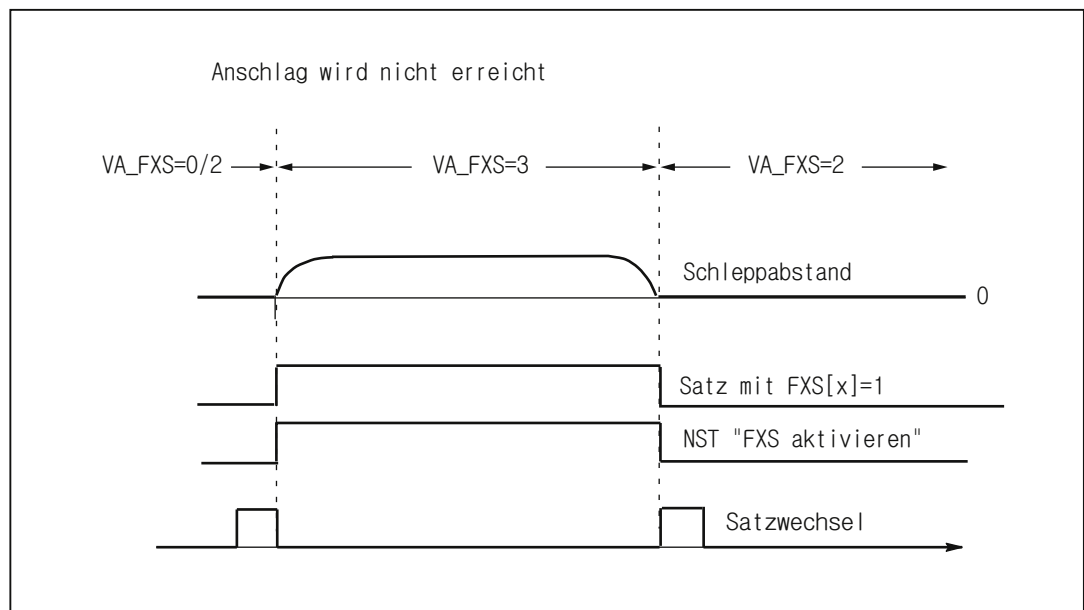 Anschlag wird nicht erreicht
VA_FXS=0/2 VA_FXS=3 VA_FXS=2
Schleppabstand
0
Satz mit FXS[x]=1
NST "FXS aktivieren"
Satzwechsel